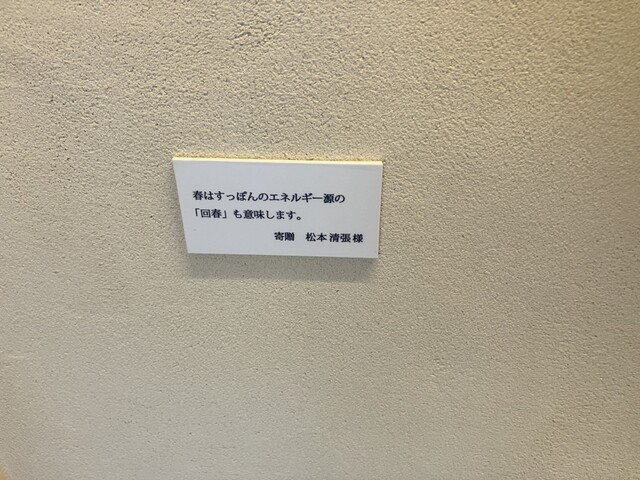 春はすっぽんのエネルギー源の
「回春」も意味します。
寄贈　松本清張様